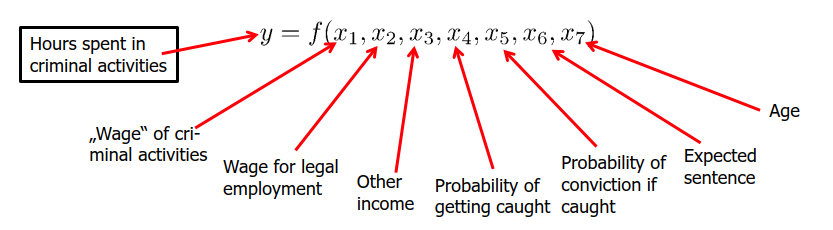 Hours spent in
criminal activities
y = f(x₁, x₂, x₃, x₄, x₅, x₆, x₇)
„Wage“ of cri-
minal activities
Wage for legal
employment
Other
income
Probability of
getting caught
Probability of
conviction if
caught
Expected
sentence
Age